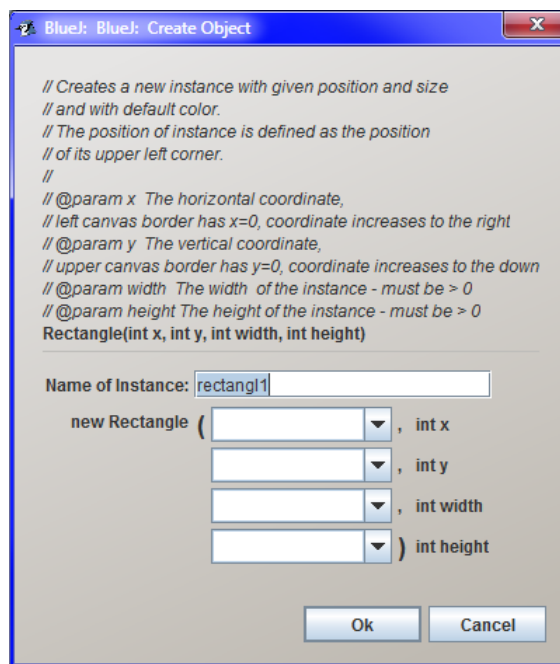 BlueJ: BlueJ: Create Object
// Creates a new instance with given position and size
// and with default color.
// The position of instance is defined as the position
// of its upper left corner.
//
// @param x The horizontal coordinate,
// left canvas border has x=0, coordinate increases to the right
// @param y The vertical coordinate,
// upper canvas border has y=0, coordinate increases to the down
// @param width The width of the instance - must be > 0
// @param height The height of the instance - must be > 0
Rectangle(int x, int y, int width, int height)
Name of Instance: rectangl1
new Rectangle ( , int x
, int y
, int width
) int height
Ok Cancel